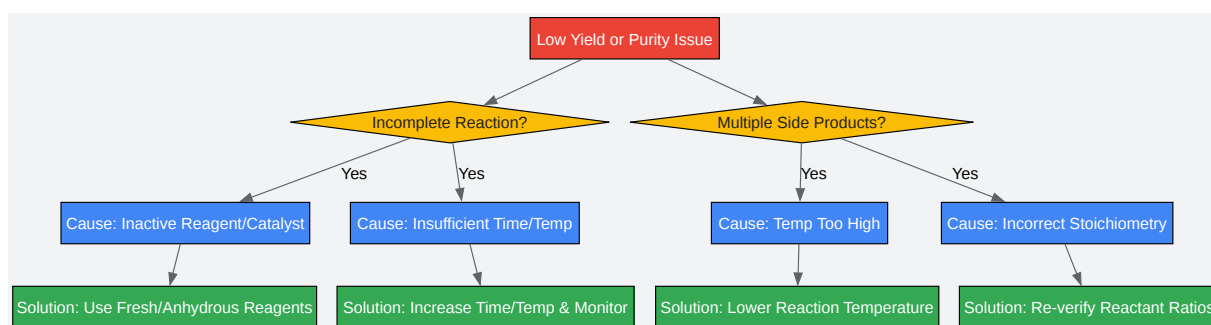 Low Yield or Purity Issue
Incomplete Reaction?
Multiple Side Products?
Yes
Yes
Yes
Yes
Cause: Inactive Reagent/Catalyst
Cause: Insufficient Time/Temp
Cause: Temp Too High
Cause: Incorrect Stoichiometry
Solution: Use Fresh/Anhydrous Reagents
Solution: Increase Time/Temp & Monitor
Solution: Lower Reaction Temperature
Solution: Re-verify Reactant Ratios